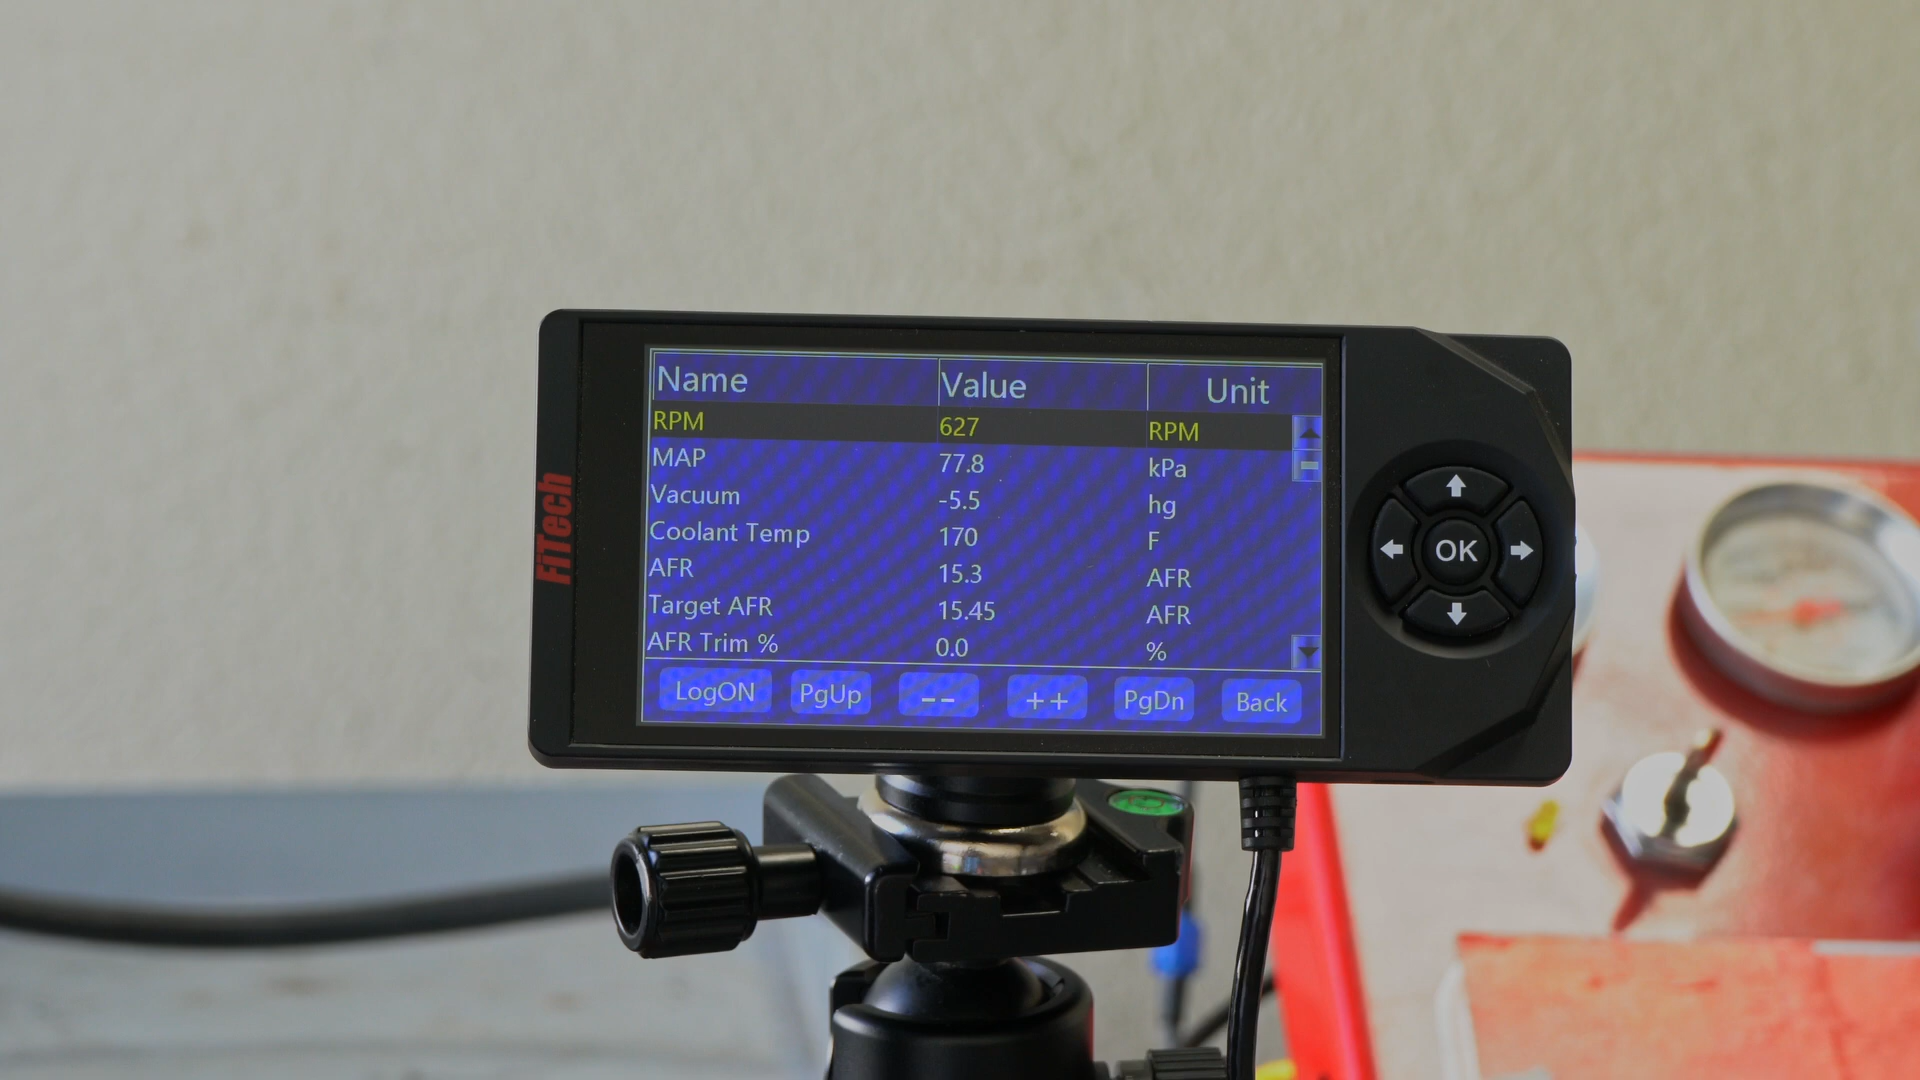 Name Value Unit
RPM 627 RPM
MAP 77.8 kPa
Vacuum -5.5 hg
Coolant Temp 170 F
AFR 15.3 AFR
Target AFR 15.45 AFR
AFR Trim % 0.0 %
LogON PgUp -- ++ PgDn Back
FiTech
OK